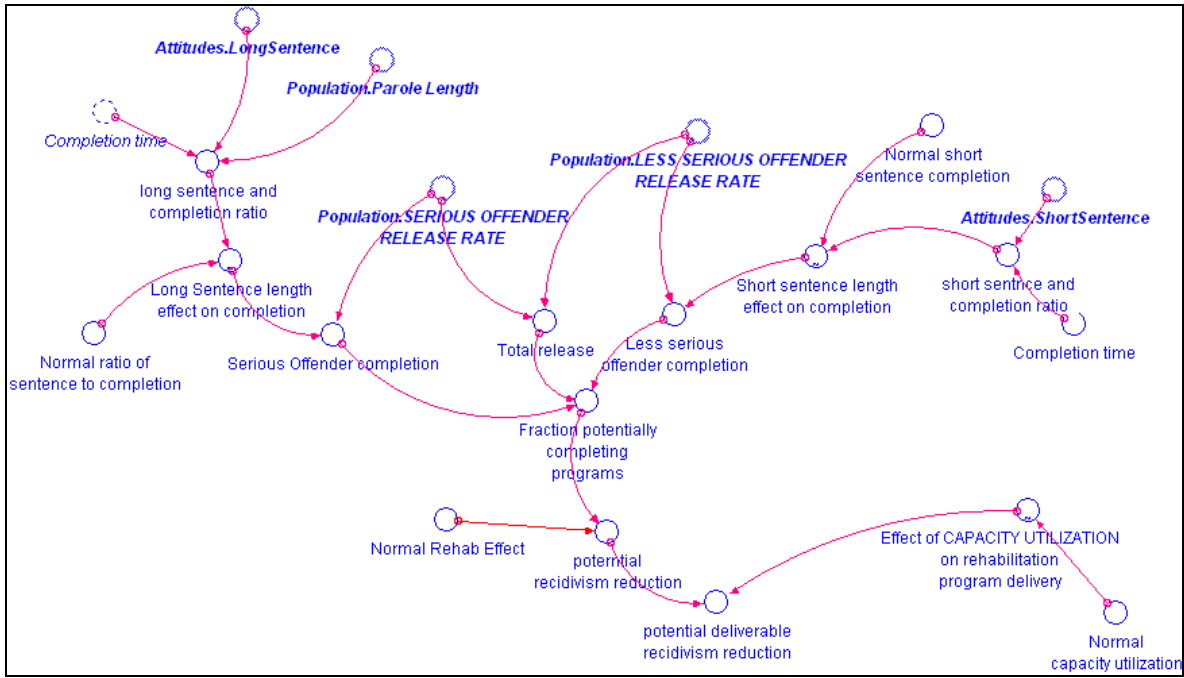 Attitudes.LongSentence
Population.Parole Length
Completion time
long sentence and
completion ratio
Population.SERIOUS OFFENDER
RELEASE RATE
Population.LESS SERIOUS OFFENDER
RELEASE RATE
Normal short
sentence completion
Attitudes.ShortSentence
Long Sentence length
effect on completion
Short sentence length
effect on completion
short sentnce and
completion ratio
Normal ratio of
sentence to completion
Serious Offender completion
Total release
Less serious
offender completion
Completion time
Fraction potentially
completing
programs
Normal Rehab Effect
poterntial
recidivism reduction
Effect of CAPACITY UTILIZATION
on rehabilitation
program delivery
potential deliverable
recidivism reduction
Normal
capacity utilization